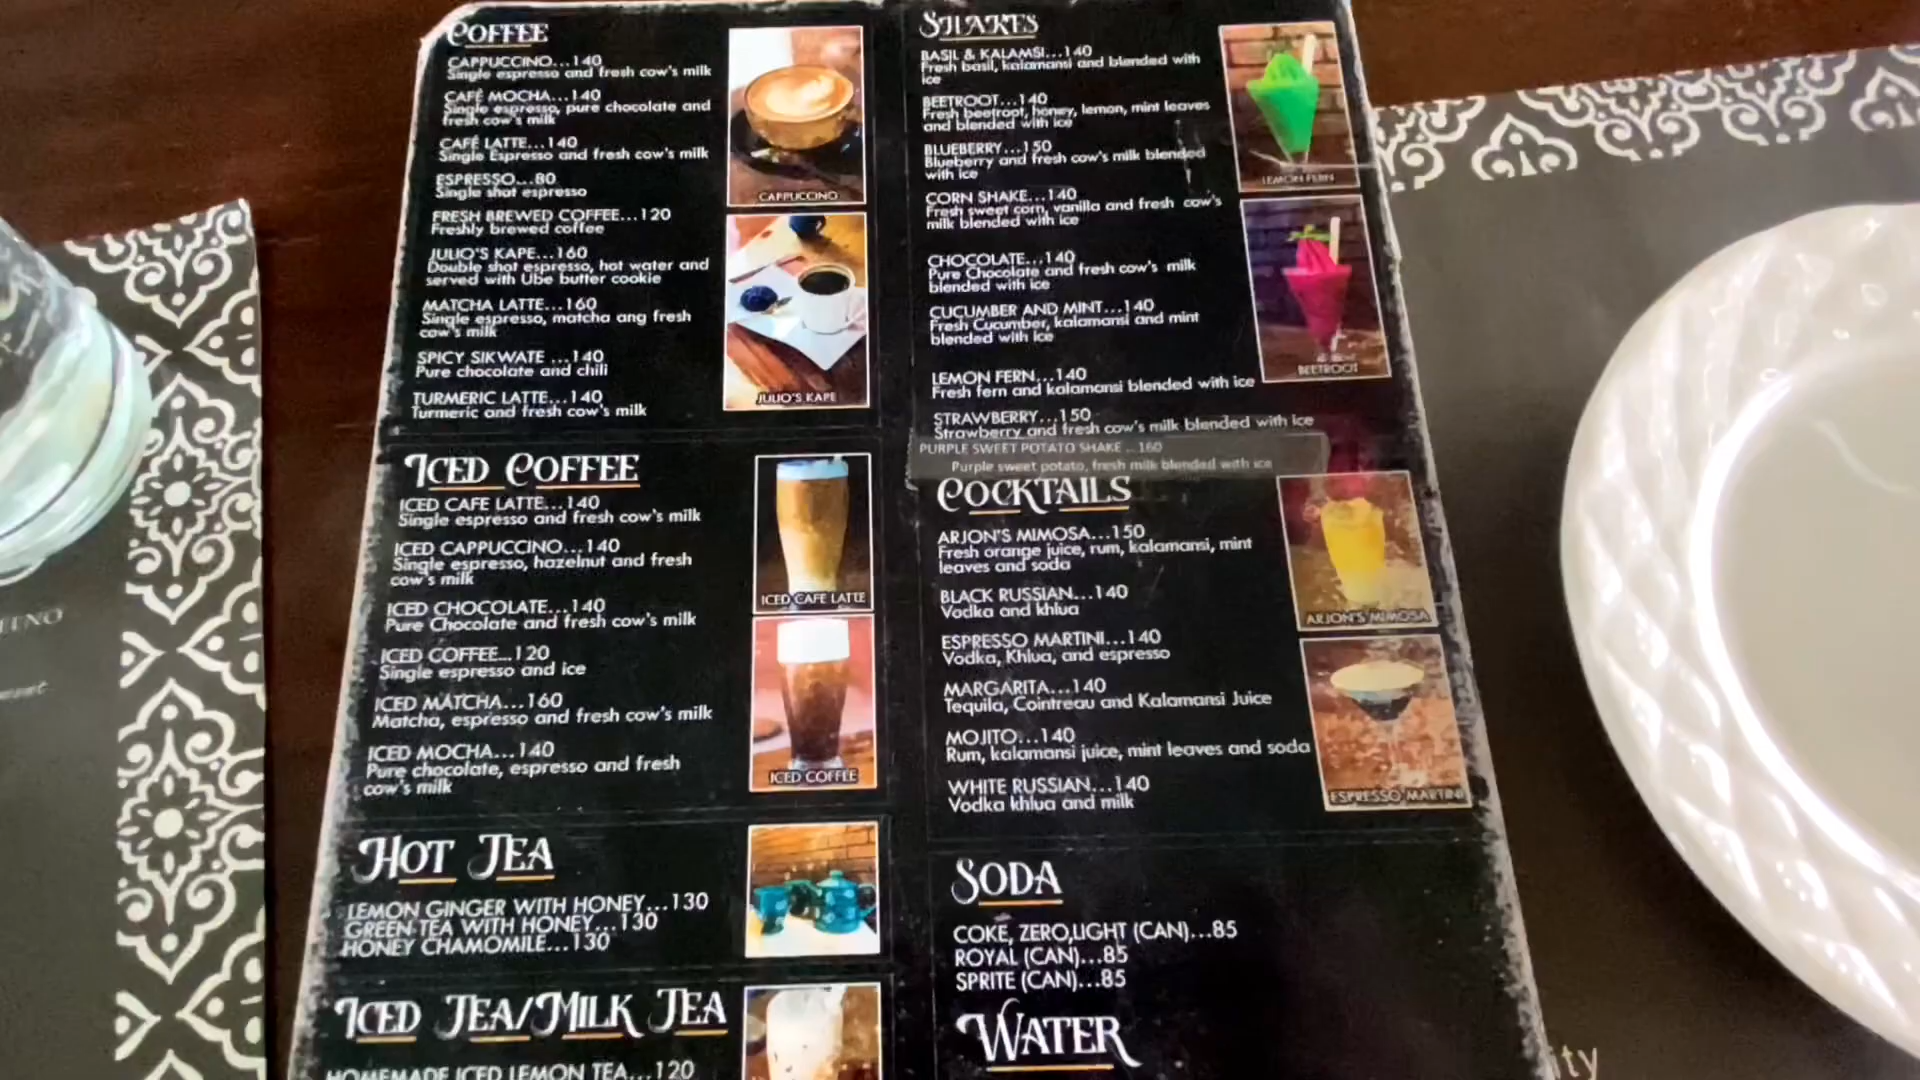 COFFEE
CAPPUCCINO...140
Single espresso and fresh cow's milk
CAFÉ MOCHA...140
Single espresso, pure chocolate and
fresh cow's milk
CAFÉ LATTE...140
Single Espresso and fresh cow's milk
ESPRESSO...80
Single shot espresso
FRESH BREWED COFFEE...120
Freshly brewed coffee
JULIO'S KAPE...160
Double shot espresso, hot water and
served with Ube butter cookie
MATCHA LATTE...160
Single espresso, matcha ang fresh
cow's milk
SPICY SIKWATE ...140
Pure chocolate and chili
TURMERIC LATTE...140
Turmeric and fresh cow's milk
CAPPUCCINO
JULIO'S KAPE
ICED COFFEE
ICED CAFE LATTE...140
Single espresso and fresh cow's milk
ICED CAPPUCCINO...140
Single espresso, hazelnut and fresh
cow's milk
ICED CHOCOLATE...140
Pure Chocolate and fresh cow's milk
ICED COFFEE...120
Single espresso and ice
ICED MATCHA...160
Matcha, espresso and fresh cow's milk
ICED MOCHA...140
Pure chocolate, espresso and fresh
cow's milk
ICED CAFE LATTE
ICED COFFEE
HOT TEA
LEMON GINGER WITH HONEY...130
GREEN TEA WITH HONEY...130
HONEY CHAMOMILE...130
ICED TEA/MILK TEA
HOMEMADE ICED LEMON TEA...120
SHAKES
BASIL & KALAMSI...140
Fresh basil, kalamansi and blended with
ice
BEETROOT...140
Fresh beetroot, honey, lemon, mint leaves
and blended with ice
BLUEBERRY...150
Blueberry and fresh cow's milk blended
with ice
CORN SHAKE...140
Fresh sweet corn, vanilla and fresh cow's
milk blended with ice
CHOCOLATE...140
Pure Chocolate and fresh cow's milk
blended with ice
CUCUMBER AND MINT...140
Fresh Cucumber, kalamansi and mint
blended with ice
LEMON FERN...140
Fresh fern and kalamansi blended with ice
STRAWBERRY...150
Strawberry and fresh cow's milk blended with ice
PURPLE SWEET POTATO SHAKE ...160
Purple sweet potato, fresh milk blended with ice
LEMON FERN
BEETROOT
COCKTAILS
ARJON'S MIMOSA...150
Fresh orange juice, rum, kalamansi, mint
leaves and soda
BLACK RUSSIAN...140
Vodka and khlua
ESPRESSO MARTINI...140
Vodka, Khlua, and espresso
MARGARITA...140
Tequila, Cointreau and Kalamansi Juice
MOJITO...140
Rum, kalamansi juice, mint leaves and soda
WHITE RUSSIAN...140
Vodka khlua and milk
ARJON'S MIMOSA
ESPRESSO MARTINI
SODA
COKE, ZERO,LIGHT (CAN)...85
ROYAL (CAN)...85
SPRITE (CAN)...85
WATER